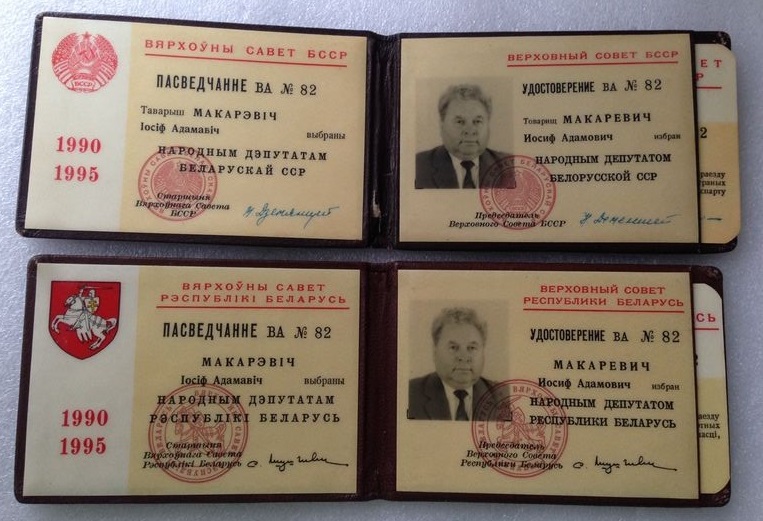 ВЯРХОЎНЫ САВЕТ БССР
ПАСВЕДЧАННЕ ВА № 82
Таварыш МАКАРЭВІЧ
Іосіф Адамавіч выбраны
НАРОДНЫМ ДЭПУТАТАМ
БЕЛАРУСКАЙ ССР
1990
1995
Старшыня
Вярхоўнага Савета
БССР
БССР
ВЕРХОВНЫЙ СОВЕТ БССР
УДОСТОВЕРЕНИЕ ВА № 82
Товарищ МАКАРЕВИЧ
Иосиф Адамович избран
НАРОДНЫМ ДЕПУТАТОМ
БЕЛОРУССКОЙ ССР
Председатель
Верховного Совета БССР
ВЯРХОЎНЫ САВЕТ
РЭСПУБЛІКІ БЕЛАРУСЬ
ПАСВЕДЧАННЕ ВА № 82
МАКАРЭВІЧ
Іосіф Адамавіч выбраны
НАРОДНЫМ ДЭПУТАТАМ
РЭСПУБЛІКІ БЕЛАРУСЬ
1990
1995
Старшыня
Вярхоўнага Савета
Рэспублікі Беларусь
ВЕРХОВНЫЙ СОВЕТ
РЕСПУБЛИКИ БЕЛАРУСЬ
УДОСТОВЕРЕНИЕ ВА № 82
МАКАРЕВИЧ
Иосиф Адамович избран
НАРОДНЫМ ДЕПУТАТОМ
РЕСПУБЛИКИ БЕЛАРУСЬ
Председатель
Верховного Совета
Республики Беларусь